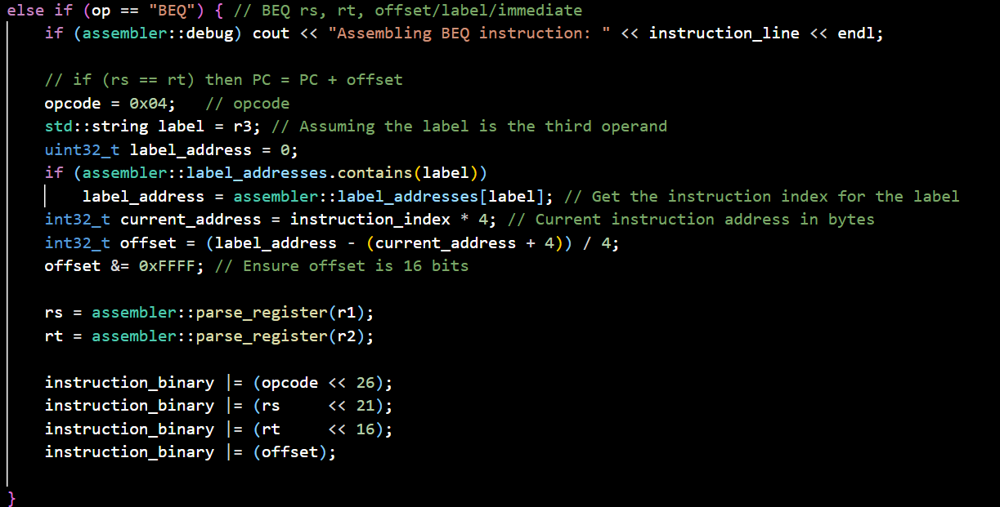 else if (op == "BEQ") { // BEQ rs, rt, offset/label/immediate
    if (assembler::debug) cout << "Assembling BEQ instruction: " << instruction_line << endl;

    // if (rs == rt) then PC = PC + offset
    opcode = 0x04;   // opcode
    std::string label = r3; // Assuming the label is the third operand
    uint32_t label_address = 0;
    if (assembler::label_addresses.contains(label))
        label_address = assembler::label_addresses[label]; // Get the instruction index for the label
    int32_t current_address = instruction_index * 4; // Current instruction address in bytes
    int32_t offset = (label_address - (current_address + 4)) / 4;
    offset &= 0xFFFF; // Ensure offset is 16 bits

    rs = assembler::parse_register(r1);
    rt = assembler::parse_register(r2);

    instruction_binary |= (opcode << 26);
    instruction_binary |= (rs     << 21);
    instruction_binary |= (rt     << 16);
    instruction_binary |= (offset);

}